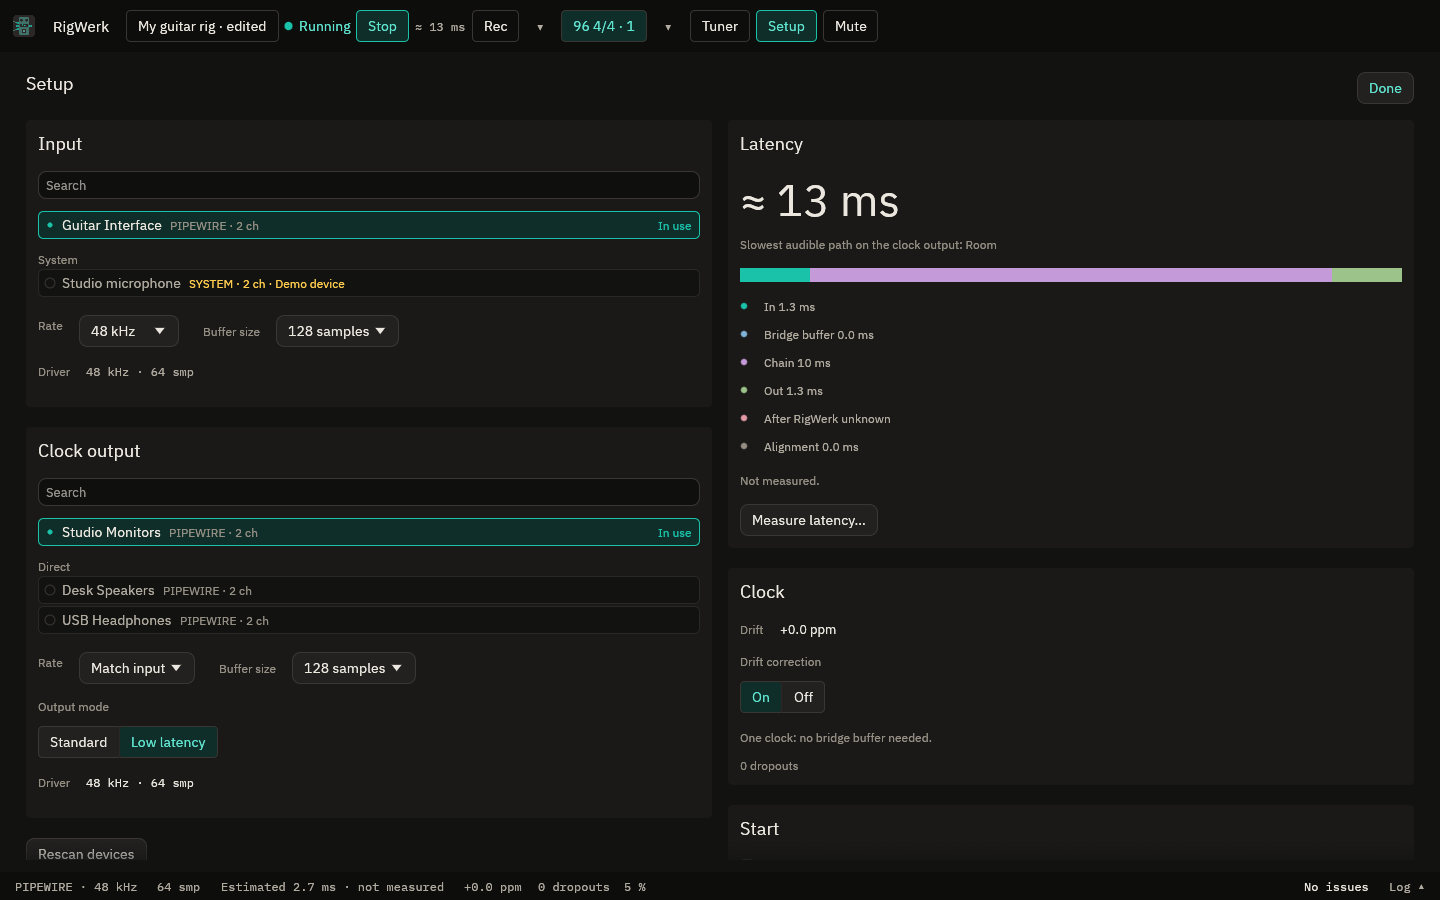 RigWerk
My guitar rig · edited
Running
Stop
≈ 13 ms
Rec
▼
96 4/4 · 1
▼
Tuner
Setup
Mute
Setup
Done
Input
Search
Guitar Interface PIPEWIRE · 2 ch In use
System
Studio microphone SYSTEM · 2 ch · Demo device
Rate 48 kHz ▼ Buffer size 128 samples ▼
Driver 48 kHz · 64 smp
Clock output
Search
Studio Monitors PIPEWIRE · 2 ch In use
Direct
Desk Speakers PIPEWIRE · 2 ch
USB Headphones PIPEWIRE · 2 ch
Rate Match input ▼ Buffer size 128 samples ▼
Output mode
Standard Low latency
Driver 48 kHz · 64 smp
Rescan devices
Latency
≈ 13 ms
Slowest audible path on the clock output: Room
In 1.3 ms
Bridge buffer 0.0 ms
Chain 10 ms
Out 1.3 ms
After RigWerk unknown
Alignment 0.0 ms
Not measured.
Measure latency...
Clock
Drift +0.0 ppm
Drift correction
On Off
One clock: no bridge buffer needed.
0 dropouts
Start
PIPEWIRE · 48 kHz 64 smp Estimated 2.7 ms · not measured +0.0 ppm 0 dropouts 5 % No issues Log ▲